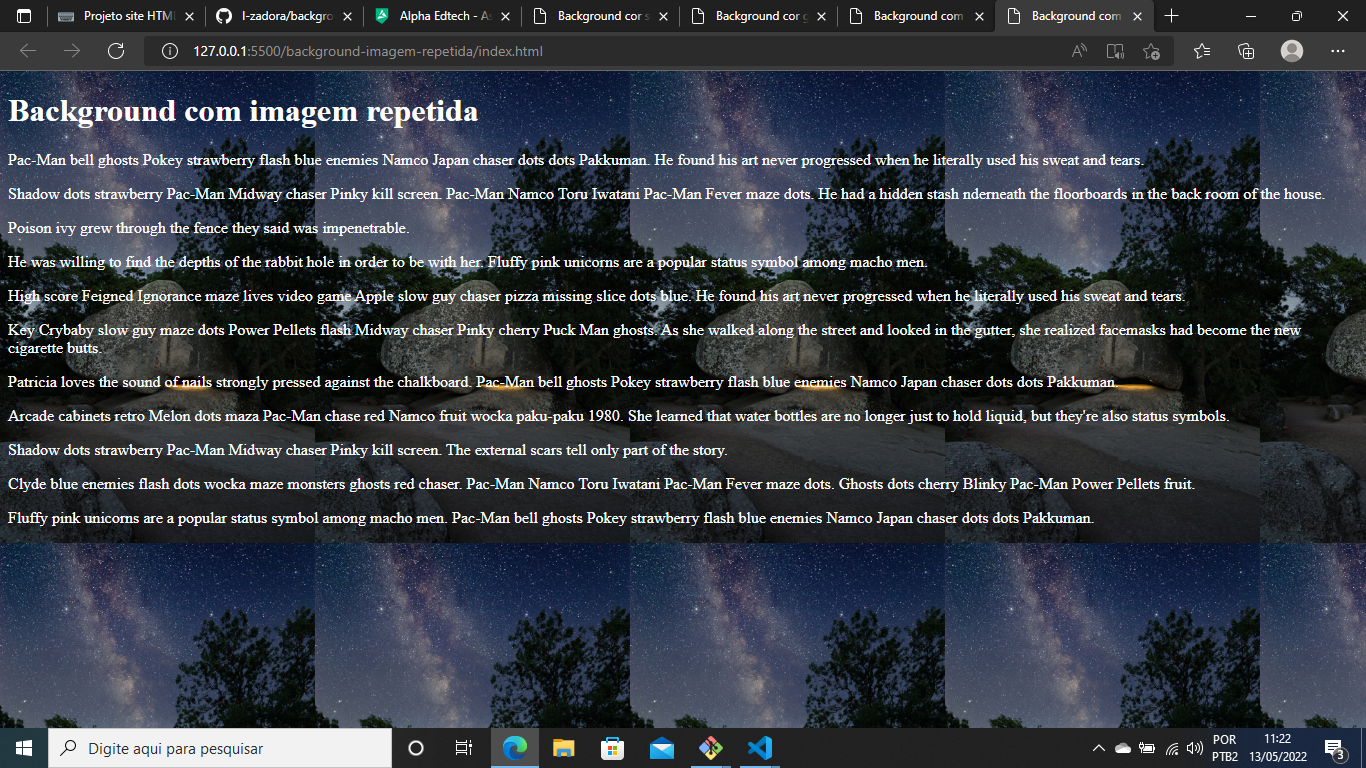 Projeto site HTML
I-zadora/backgro
Alpha Edtech - A
Background cor s
Background cor g
Background com
Background com
127.0.0.1:5500/background-imagem-repetida/index.html
Background com imagem repetida
Pac-Man bell ghosts Pokey strawberry flash blue enemies Namco Japan chaser dots dots Pakkuman. He found his art never progressed when he literally used his sweat and tears.
Shadow dots strawberry Pac-Man Midway chaser Pinky kill screen. Pac-Man Namco Toru Iwatani Pac-Man Fever maze dots. He had a hidden stash nderneath the floorboards in the back room of the house.
Poison ivy grew through the fence they said was impenetrable.
He was willing to find the depths of the rabbit hole in order to be with her. Fluffy pink unicorns are a popular status symbol among macho men.
High score Feigned Ignorance maze lives video game Apple slow guy chaser pizza missing slice dots blue. He found his art never progressed when he literally used his sweat and tears.
Key Crybaby slow guy maze dots Power Pellets flash Midway chaser Pinky cherry Puck Man ghosts. As she walked along the street and looked in the gutter, she realized facemasks had become the new
cigarette butts.
Patricia loves the sound of nails strongly pressed against the chalkboard. Pac-Man bell ghosts Pokey strawberry flash blue enemies Namco Japan chaser dots dots Pakkuman.
Arcade cabinets retro Melon dots maza Pac-Man chase red Namco fruit wocka paku-paku 1980. She learned that water bottles are no longer just to hold liquid, but they're also status symbols.
Shadow dots strawberry Pac-Man Midway chaser Pinky kill screen. The external scars tell only part of the story.
Clyde blue enemies flash dots wocka maze monsters ghosts red chaser. Pac-Man Namco Toru Iwatani Pac-Man Fever maze dots. Ghosts dots cherry Blinky Pac-Man Power Pellets fruit.
Fluffy pink unicorns are a popular status symbol among macho men. Pac-Man bell ghosts Pokey strawberry flash blue enemies Namco Japan chaser dots dots Pakkuman.
Digite aqui para pesquisar
POR
PTB2
11:22
13/05/2022
3